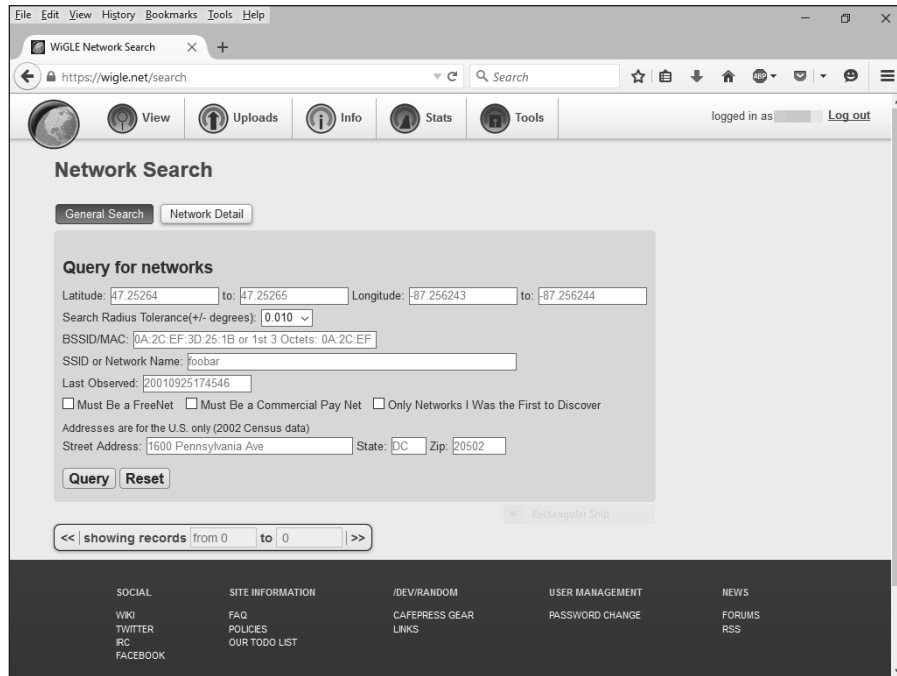 File Edit View History Bookmarks Tools Help
WiGLE Network Search × +
https://wigle.net/search Search ABP
View Uploads Info Stats Tools logged in as Log out
Network Search
General Search Network Detail
Query for networks
Latitude: 47.25264 to: 47.25265 Longitude: -87.256243 to: -87.256244
Search Radius Tolerance(+/- degrees): 0.010
BSSID/MAC: 0A:2C:EF:3D:25:1B or 1st 3 Octets: 0A:2C:EF
SSID or Network Name: foobar
Last Observed: 20010925174546
Must Be a FreeNet Must Be a Commercial Pay Net Only Networks I Was the First to Discover
Addresses are for the U.S. only (2002 Census data)
Street Address: 1600 Pennsylvania Ave State: DC Zip: 20502
Query Reset
Rectangular Snip
<< showing records from 0 to 0 >>
SOCIAL SITE INFORMATION /DEV/RANDOM USER MANAGEMENT NEWS
WIKI FAQ CAFEPRESS GEAR PASSWORD CHANGE FORUMS
TWITTER POLICIES LINKS RSS
IRC OUR TODO LIST
FACEBOOK